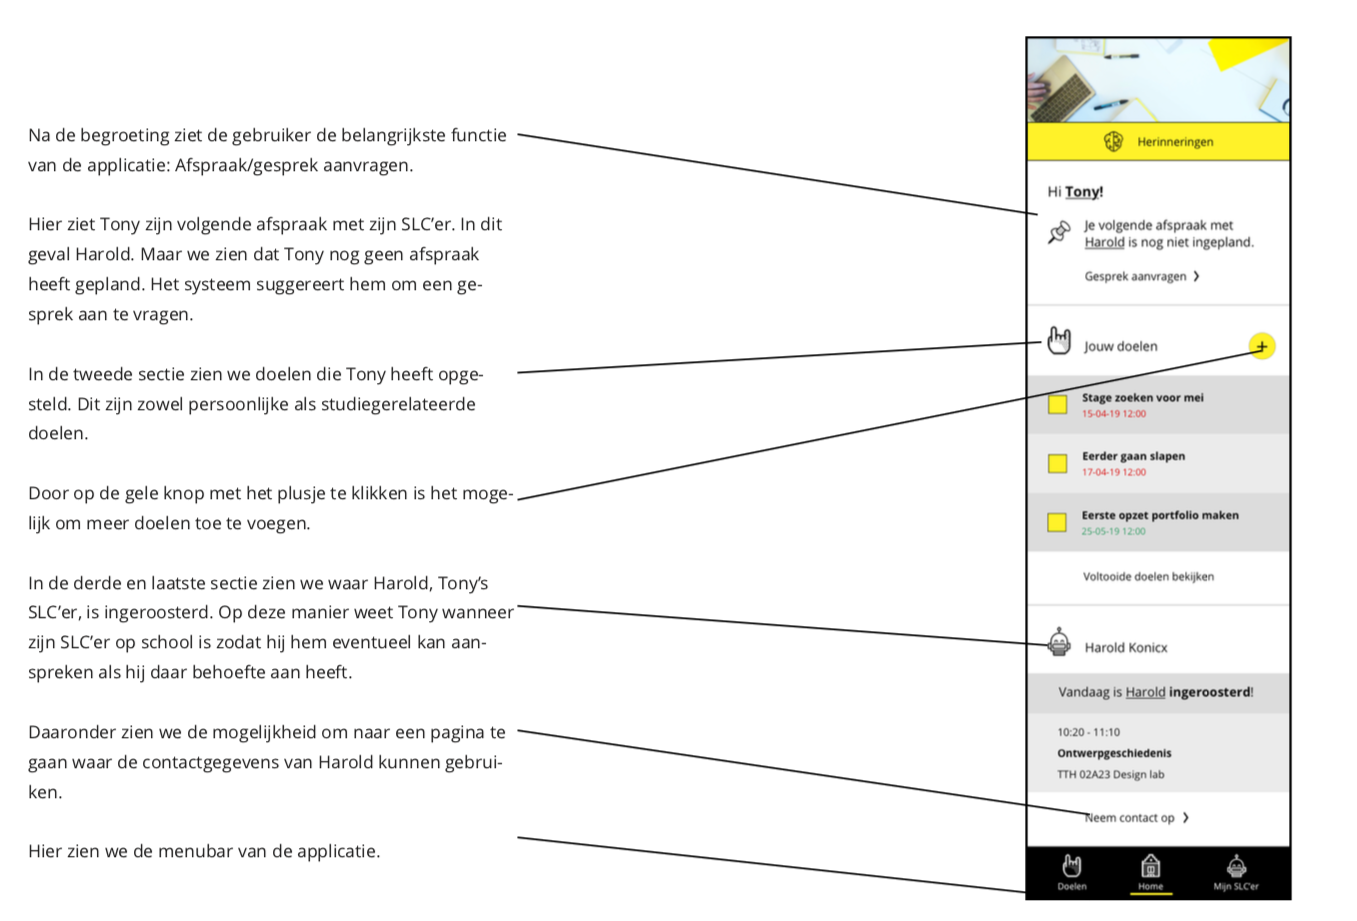 Na de begroeting ziet de gebruiker de belangrijkste functie
van de applicatie: Afspraak/gesprek aanvragen.
Hier ziet Tony zijn volgende afspraak met zijn SLC’er. In dit
geval Harold. Maar we zien dat Tony nog geen afspraak
heeft gepland. Het systeem suggereert hem om een ge-
sprek aan te vragen.
In de tweede sectie zien we doelen die Tony heeft opge-
steld. Dit zijn zowel persoonlijke als studiegerelateerde
doelen.
Door op de gele knop met het plusje te klikken is het moge-
lijk om meer doelen toe te voegen.
In de derde en laatste sectie zien we waar Harold, Tony’s
SLC’er, is ingeroosterd. Op deze manier weet Tony wanneer
zijn SLC’er op school is zodat hij hem eventueel kan aan-
spreken als hij daar behoefte aan heeft.
Daaronder zien we de mogelijkheid om naar een pagina te
gaan waar de contactgegevens van Harold kunnen gebrui-
ken.
Hier zien we de menubar van de applicatie.
Herinneringen
Hi Tony!
Je volgende afspraak met
Harold is nog niet ingepland.
Gesprek aanvragen ❯
Jouw doelen
+
Stage zoeken voor mei
15-04-19 12:00
Eerder gaan slapen
17-04-19 12:00
Eerste opzet portfolio maken
25-05-19 12:00
Voltooide doelen bekijken
Harold Konicx
Vandaag is Harold ingeroosterd!
10:20 - 11:10
Ontwerpgeschiedenis
TTH 02A23 Design lab
Neem contact op ❯
Doelen
Home
Mijn SLC'er